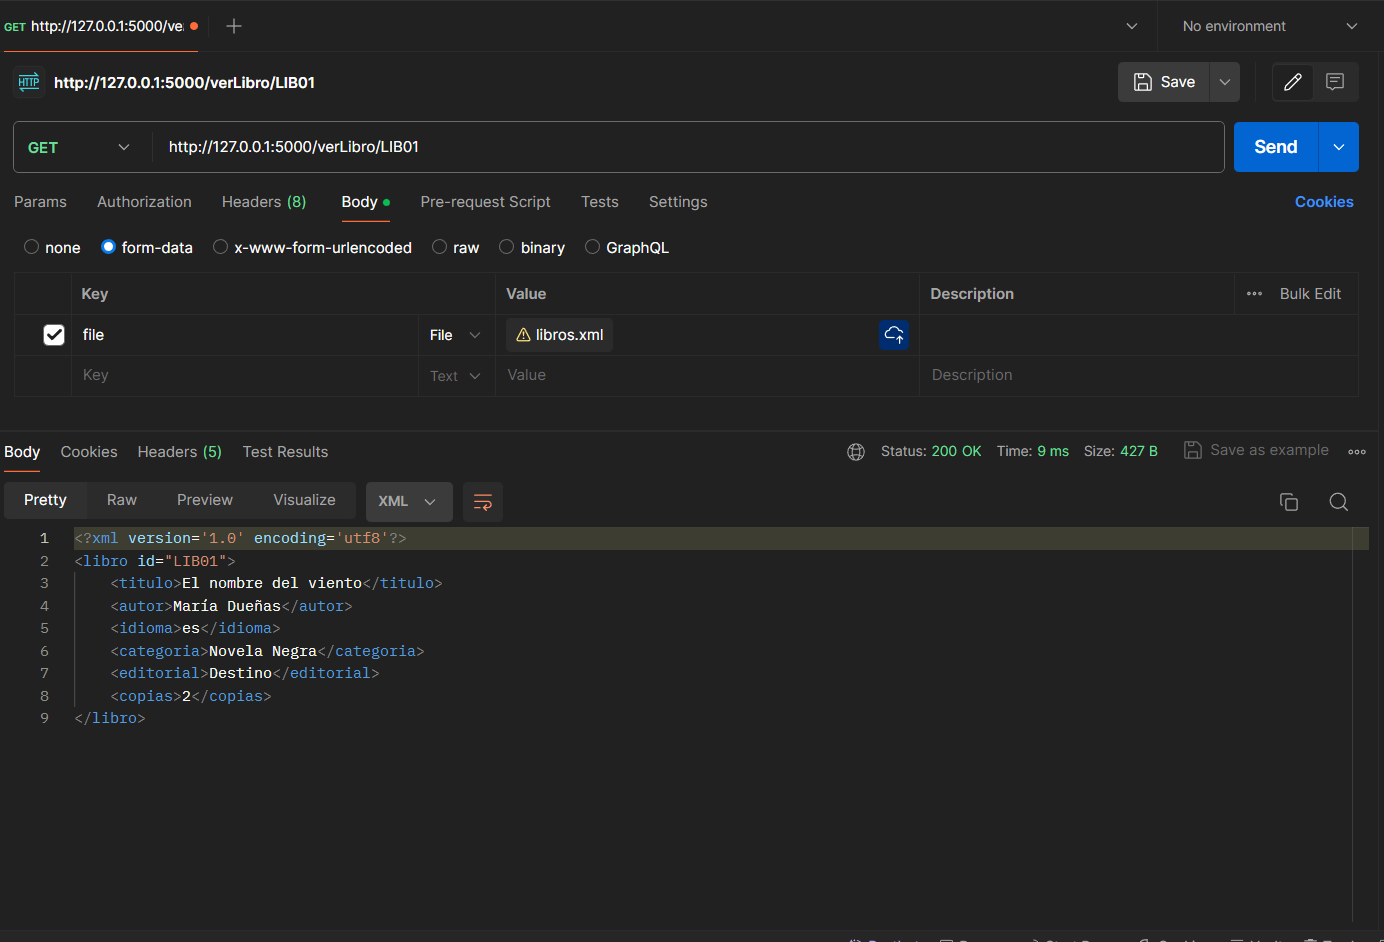 GET http://127.0.0.1:5000/ve
No environment
HTTP http://127.0.0.1:5000/verLibro/LIB01
Save
GET http://127.0.0.1:5000/verLibro/LIB01
Send
Params Authorization Headers (8) Body Pre-request Script Tests Settings Cookies
none form-data x-www-form-urlencoded raw binary GraphQL
Key Value Description Bulk Edit
file File libros.xml
Key Text Value Description
Body Cookies Headers (5) Test Results Status: 200 OK Time: 9 ms Size: 427 B Save as example
Pretty Raw Preview Visualize XML
1 <?xml version='1.0' encoding='utf8'?>
2 <libro id="LIB01">
3 <titulo>El nombre del viento</titulo>
4 <autor>María Dueñas</autor>
5 <idioma>es</idioma>
6 <categoria>Novela Negra</categoria>
7 <editorial>Destino</editorial>
8 <copias>2</copias>
9 </libro>